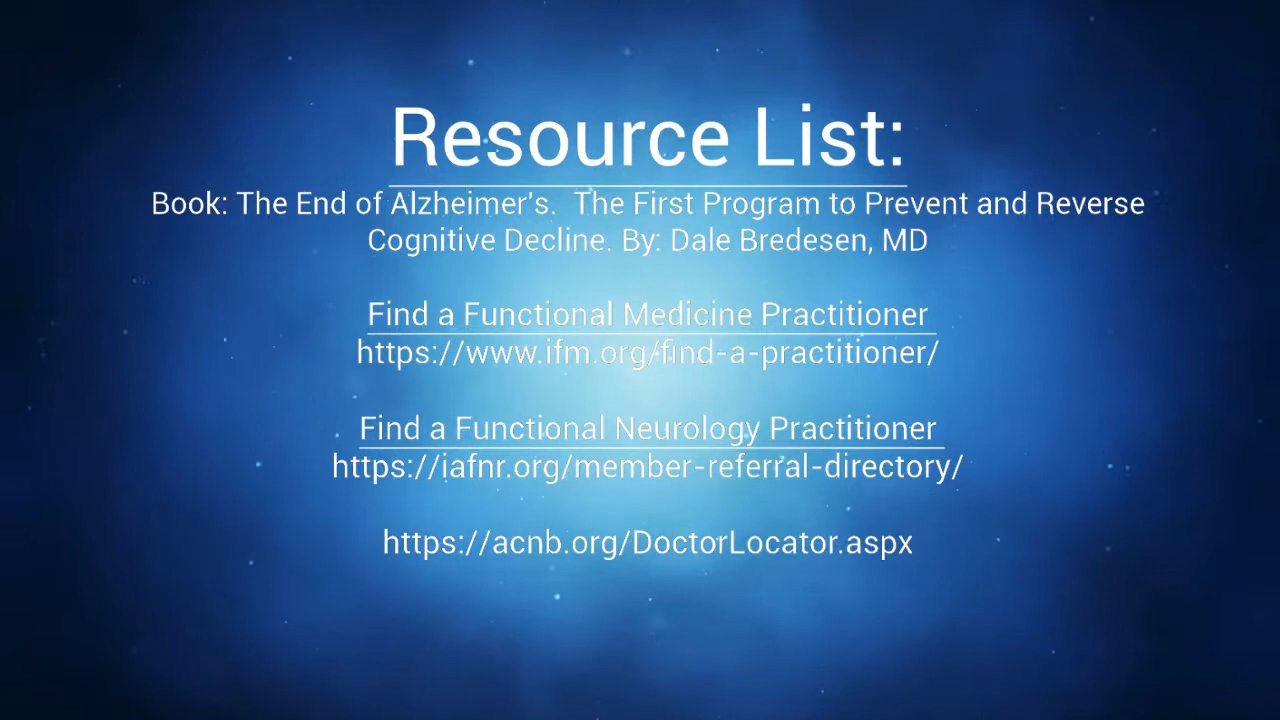 Resource List:
Book: The End of Alzheimer's.  The First Program to Prevent and Reverse
Cognitive Decline. By: Dale Bredesen, MD
Find a Functional Medicine Practitioner
https://www.ifm.org/find-a-practitioner/
Find a Functional Neurology Practitioner
https://iafnr.org/member-referral-directory/
https://acnb.org/DoctorLocator.aspx